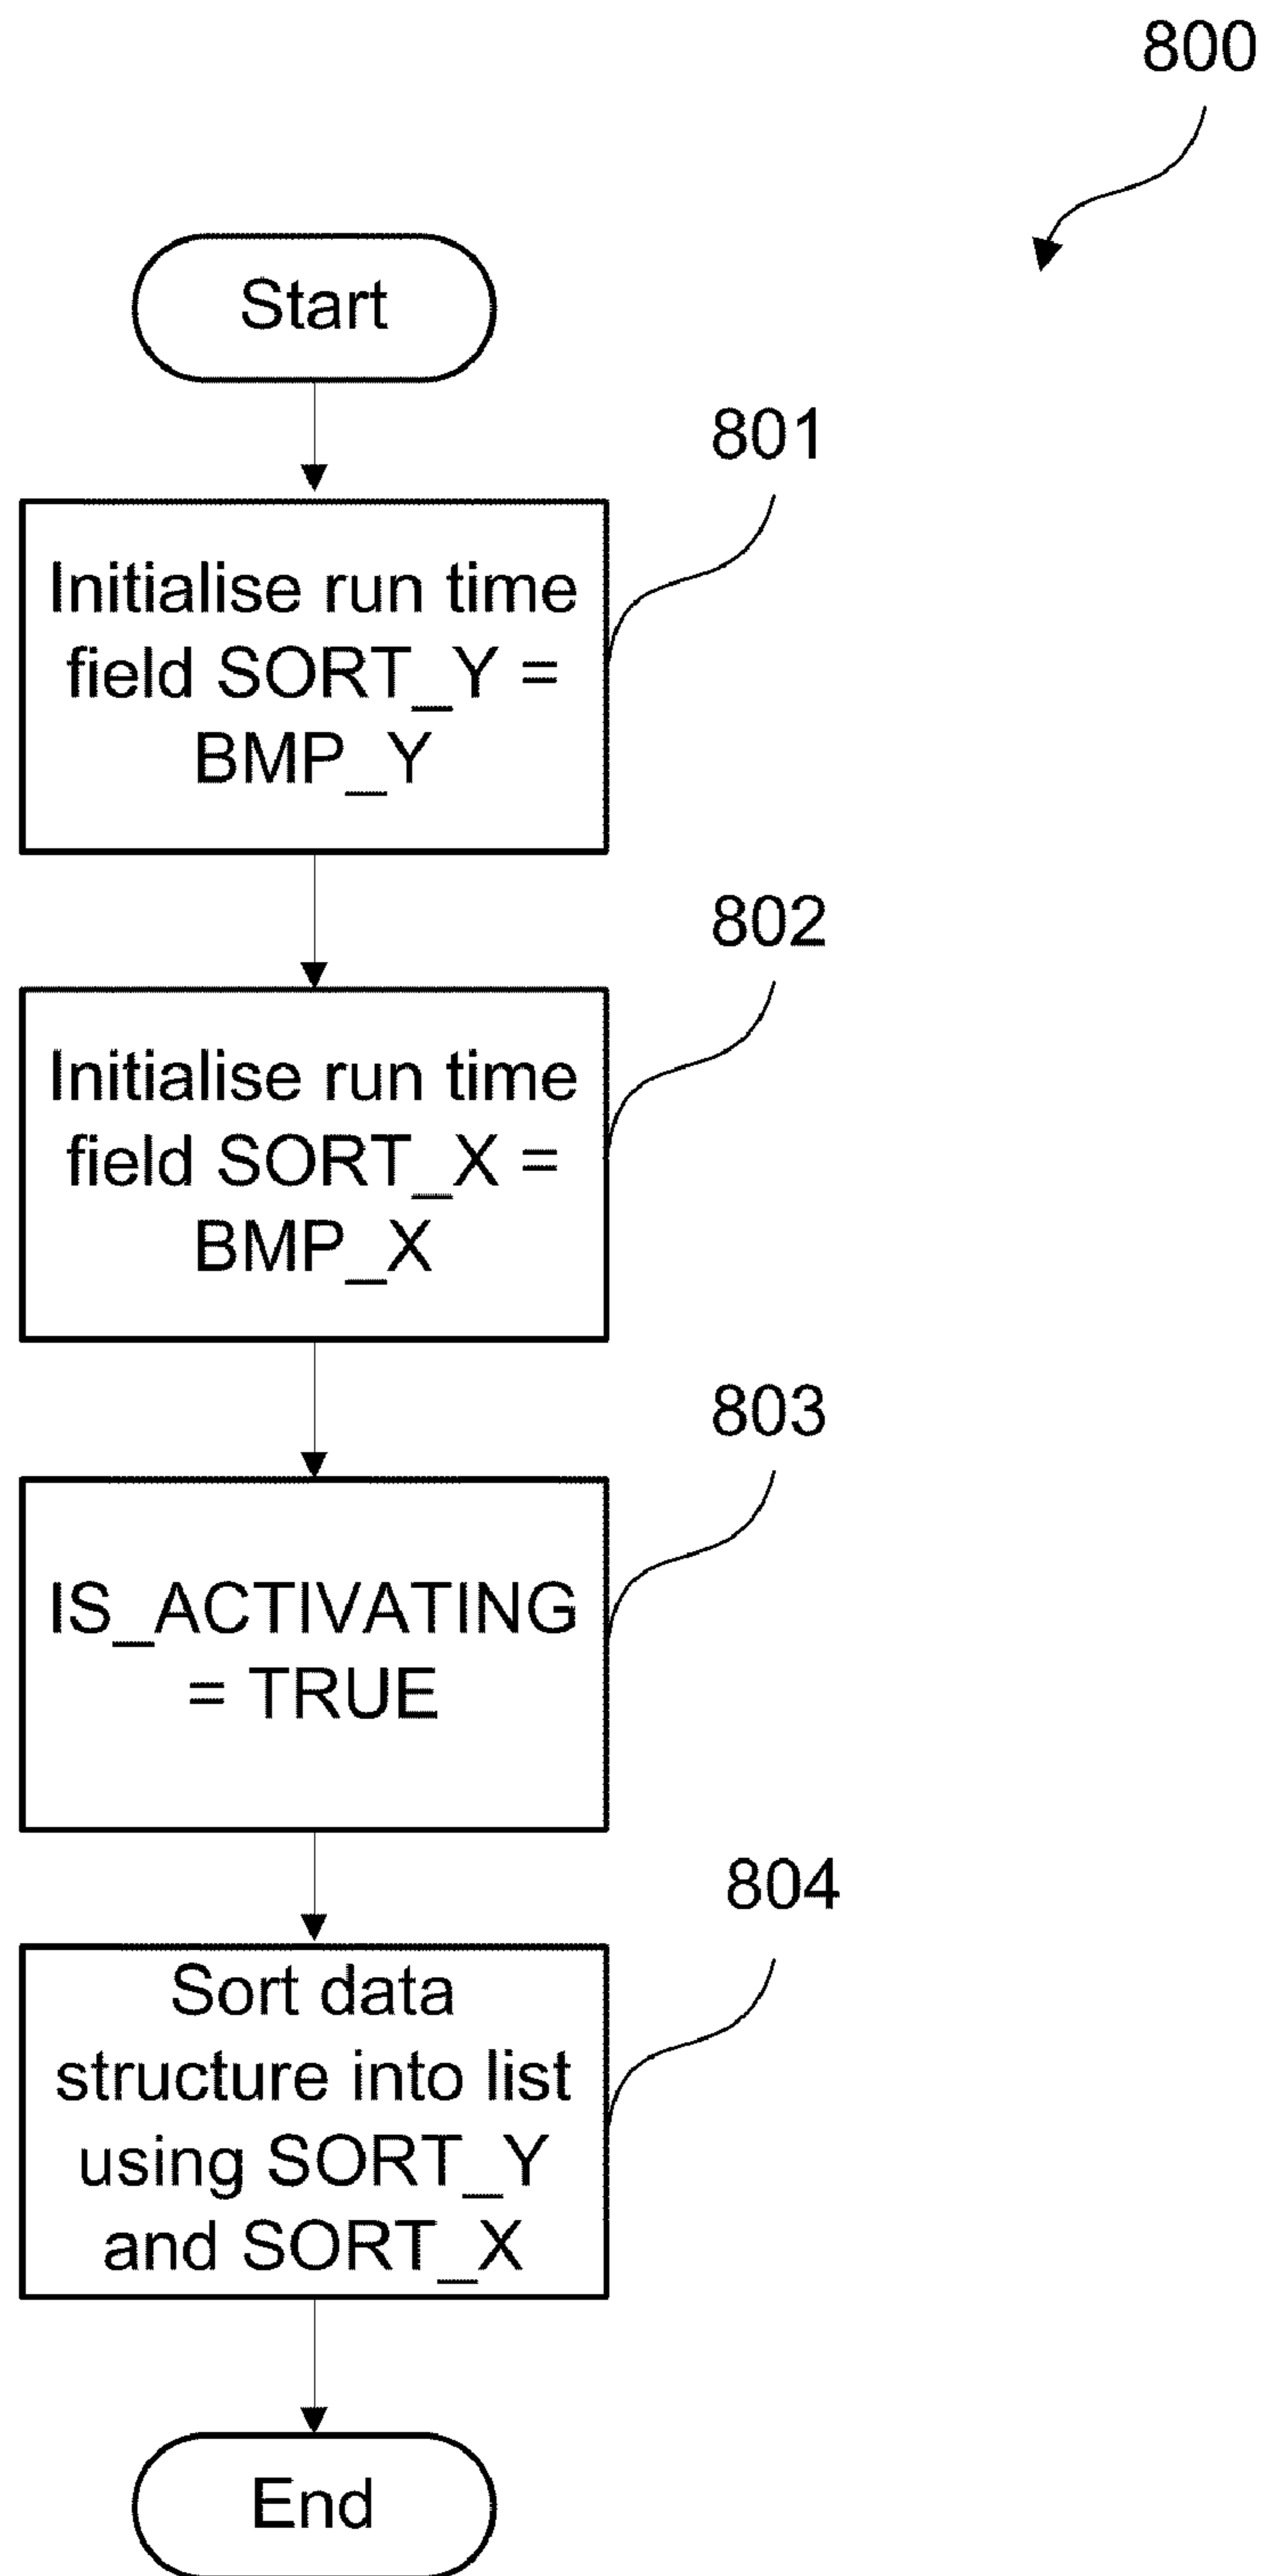 800
Start
801
Initialise run time
field SORT_Y =
BMP_Y
802
Initialise run time
field SORT_X =
BMP_X
803
IS_ACTIVATING
= TRUE
804
Sort data
structure into list
using SORT_Y
and SORT_X
End